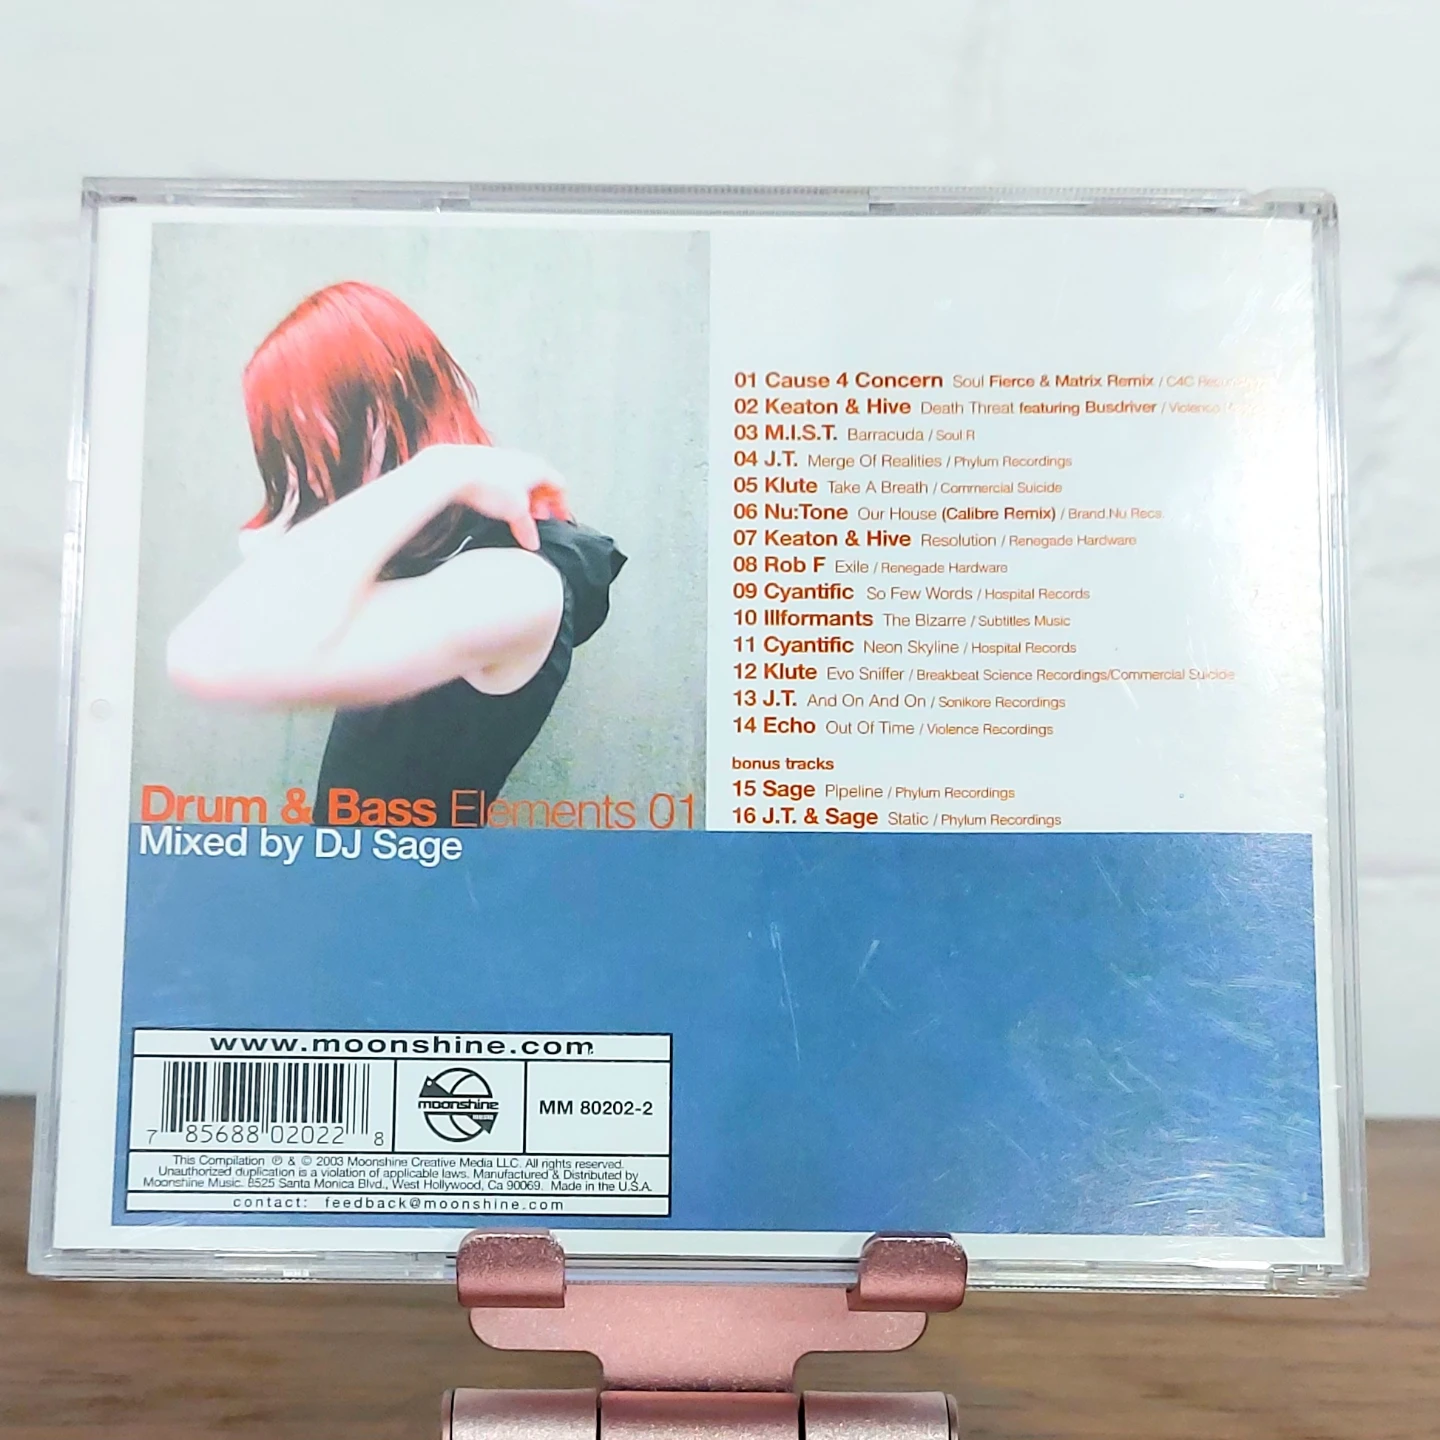 01 Cause 4 Concern Soul Fierce & Matrix Remix / C4C
02 Keaton & Hive Death Threat featuring Busdriver / Violence
03 M.I.S.T. Barracuda / Soul R
04 J.T. Merge Of Realities / Phylum Recordings
05 Klute Take A Breath / Commercial Suicide
06 Nu:Tone Our House (Calibre Remix) / Brand.Nu Recs.
07 Keaton & Hive Resolution / Renegade Hardware
08 Rob F Exile / Renegade Hardware
09 Cyantific So Few Words / Hospital Records
10 Illformants The Bizarre / Subtitles Music
11 Cyantific Neon Skyline / Hospital Records
12 Klute Evo Sniffer / Breakbeat Science Recordings/Commercial Suicide
13 J.T. And On And On / Sonikore Recordings
14 Echo Out Of Time / Violence Recordings
bonus tracks
15 Sage Pipeline / Phylum Recordings
16 J.T. & Sage Static / Phylum Recordings
Drum & Bass Elements 01
Mixed by DJ Sage
www.moonshine.com
7 85688 02022 8
moonshine
MM 80202-2
This Compilation ℗ & © 2003 Moonshine Creative Media LLC. All rights reserved.
Unauthorized duplication is a violation of applicable laws. Manufactured & Distributed by
Moonshine Music. 8525 Santa Monica Blvd., West Hollywood, Ca 90069. Made in the U.S.A.
contact: feedback@moonshine.com